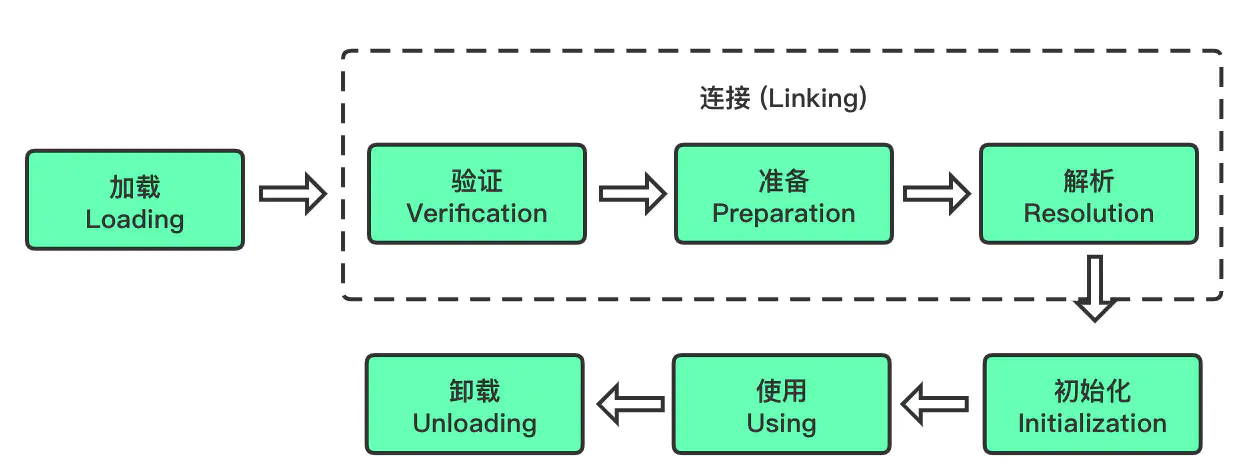 连接 (Linking)
加载
Loading
验证
Verification
准备
Preparation
解析
Resolution
初始化
Initialization
使用
Using
卸载
Unloading